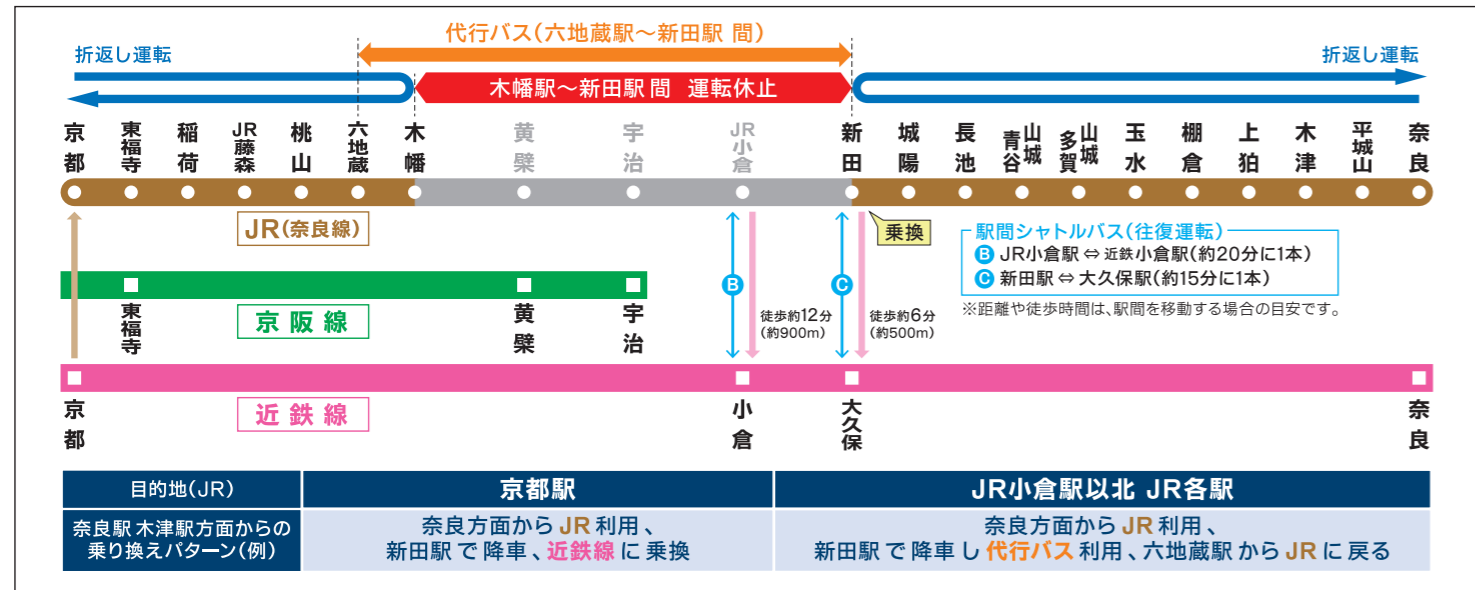 代行バス(六地蔵駅～新田駅 間)
折返し運転
折返し運転
木幡駅～新田駅 間 運転休止
京都
東福寺
稲荷
JR藤森
桃山
六地蔵
木幡
黄檗
宇治
JR小倉
新田
城陽
長池
山城青谷
山城多賀
玉水
棚倉
上狛
木津
平城山
奈良
JR(奈良線)
乗換
駅間シャトルバス(往復運転)
B JR小倉駅 ⇔ 近鉄小倉駅(約20分に1本)
C 新田駅 ⇔ 大久保駅(約15分に1本)
※距離や徒歩時間は、駅間を移動する場合の目安です。
B
C
徒歩約12分
(約900m)
徒歩約6分
(約500m)
東福寺
京阪線
黄檗
宇治
京都
近鉄線
小倉
大久保
奈良
目的地(JR)
京都駅
JR小倉駅以北 JR各駅
奈良駅 木津駅方面からの
乗り換えパターン(例)
奈良方面から JR 利用、
新田駅 で 降車、近鉄線 に 乗換
奈良方面から JR 利用、
新田駅 で 降車 し 代行バス 利用、六地蔵駅 から JR に 戻る